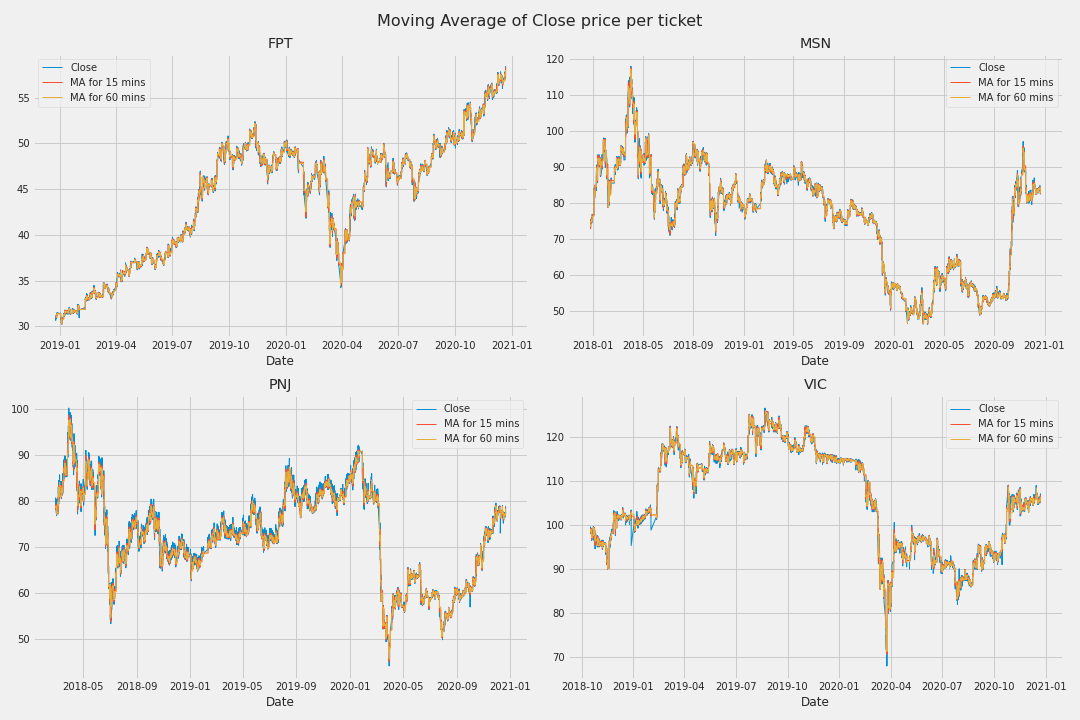 Moving Average of Close price per ticket
FPT
Close
MA for 15 mins
MA for 60 mins
55
50
45
40
35
30
2019-01 2019-04 2019-07 2019-10 2020-01 2020-04 2020-07 2020-10 2021-01
Date
MSN
Close
MA for 15 mins
MA for 60 mins
120
110
100
90
80
70
60
50
2018-01 2018-05 2018-09 2019-01 2019-05 2019-09 2020-01 2020-05 2020-09 2021-01
Date
PNJ
Close
MA for 15 mins
MA for 60 mins
100
90
80
70
60
50
2018-05 2018-09 2019-01 2019-05 2019-09 2020-01 2020-05 2020-09 2021-01
Date
VIC
Close
MA for 15 mins
MA for 60 mins
120
110
100
90
80
70
2018-10 2019-01 2019-04 2019-07 2019-10 2020-01 2020-04 2020-07 2020-10 2021-01
Date